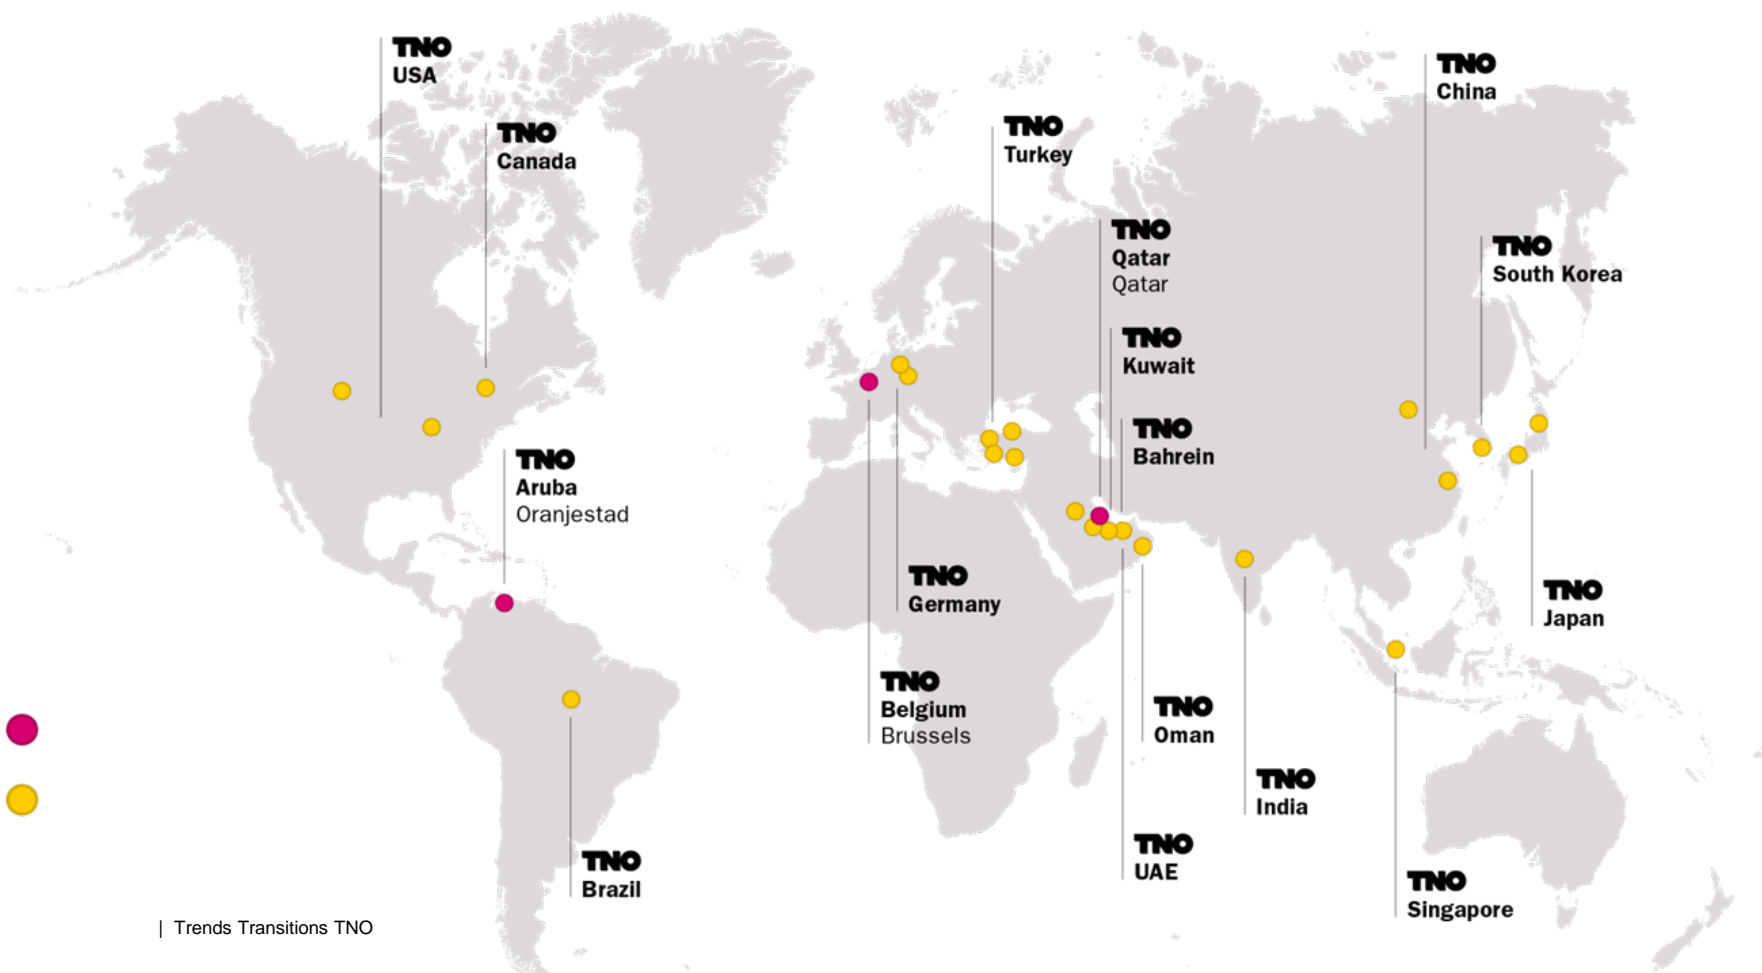 TNO
USA
TNO
Canada
TNO
Turkey
TNO
China
TNO
Qatar
Qatar
TNO
South Korea
TNO
Kuwait
TNO
Bahrein
TNO
Aruba
Oranjestad
TNO
Germany
TNO
Japan
TNO
Belgium
Brussels
TNO
Oman
TNO
India
TNO
UAE
TNO
Brazil
TNO
Singapore
| Trends Transitions TNO